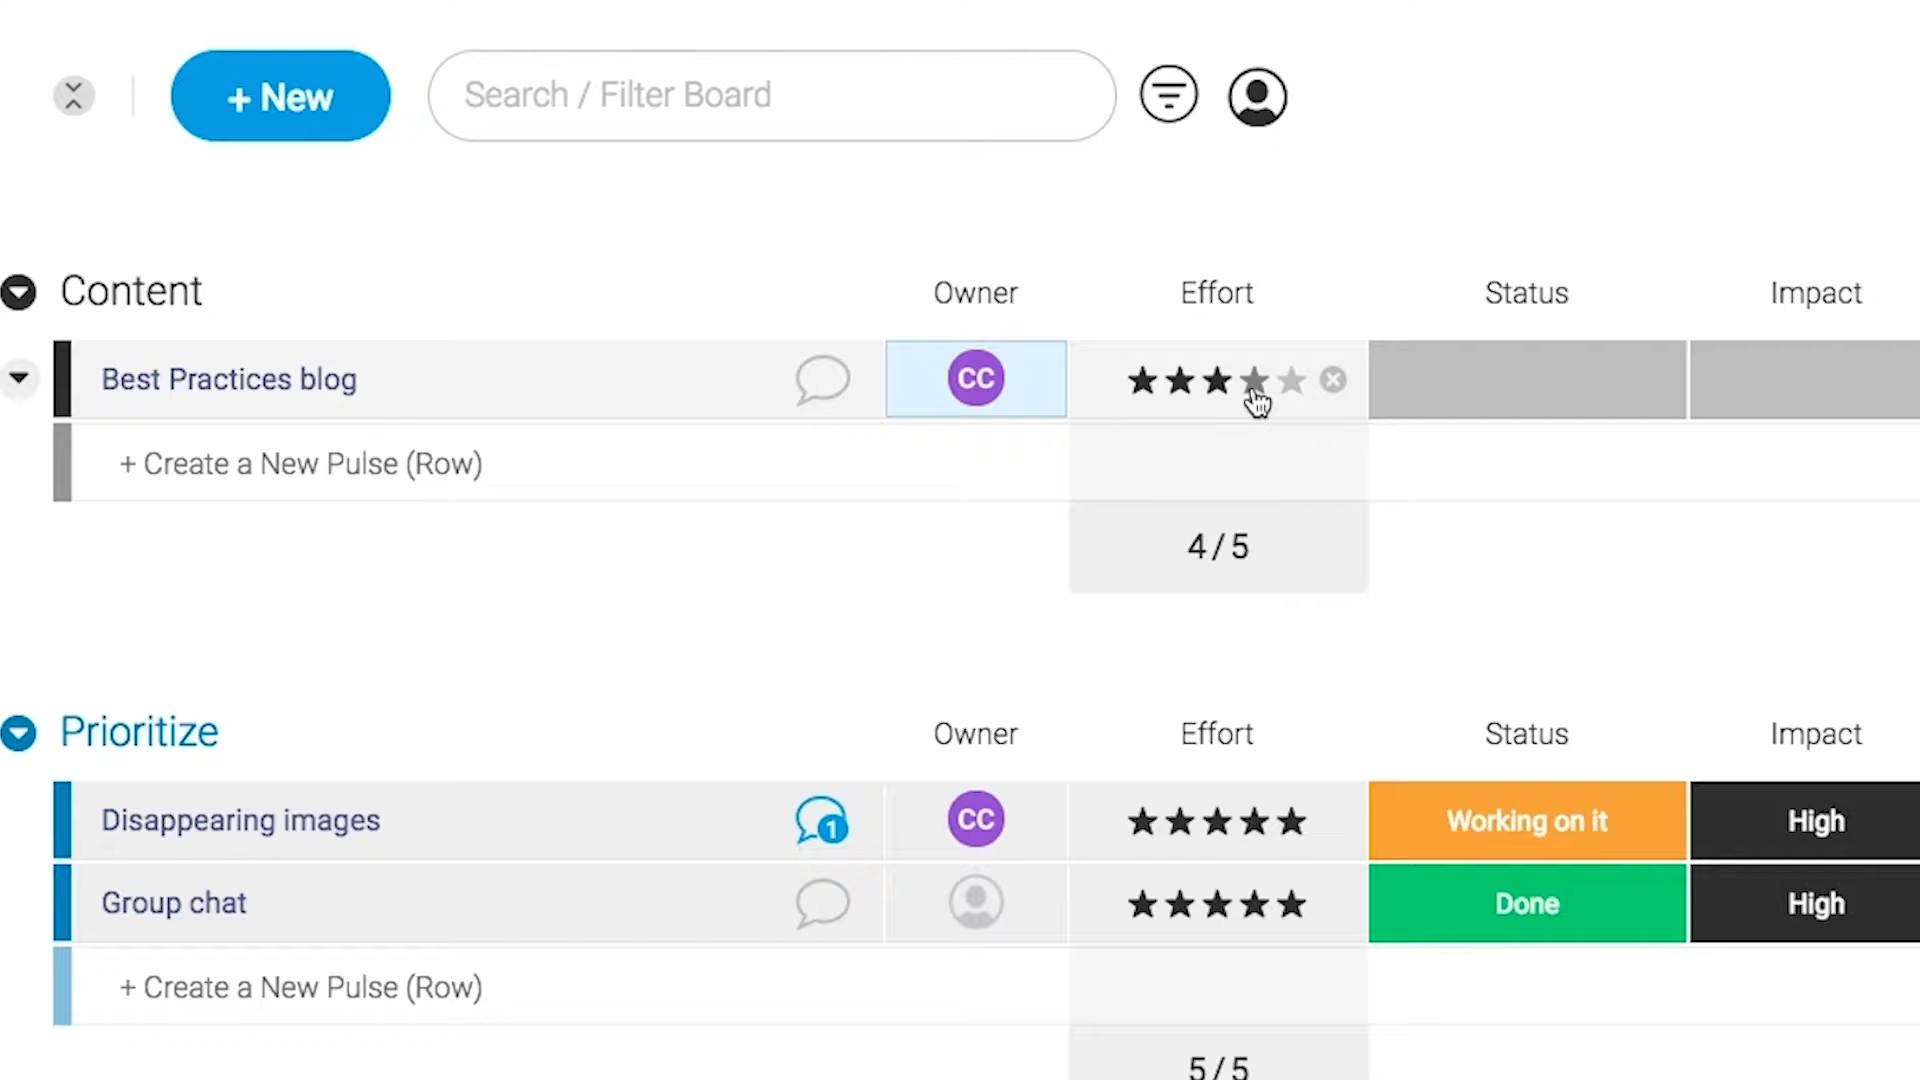 + New
Search / Filter Board
Content Owner Effort Status Impact
Best Practices blog CC
+ Create a New Pulse (Row)
4 / 5
Prioritize Owner Effort Status Impact
Disappearing images 1 CC Working on it High
Group chat Done High
+ Create a New Pulse (Row)
5 / 5